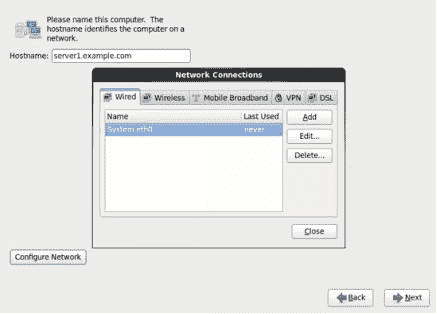 Please name this computer. The
hostname identifies the computer on a
network.
Hostname: server1.example.com
Network Connections
Wired Wireless Mobile Broadband VPN DSL
Name Last Used
System eth0 never
Add
Edit...
Delete...
Close
Configure Network
Back Next